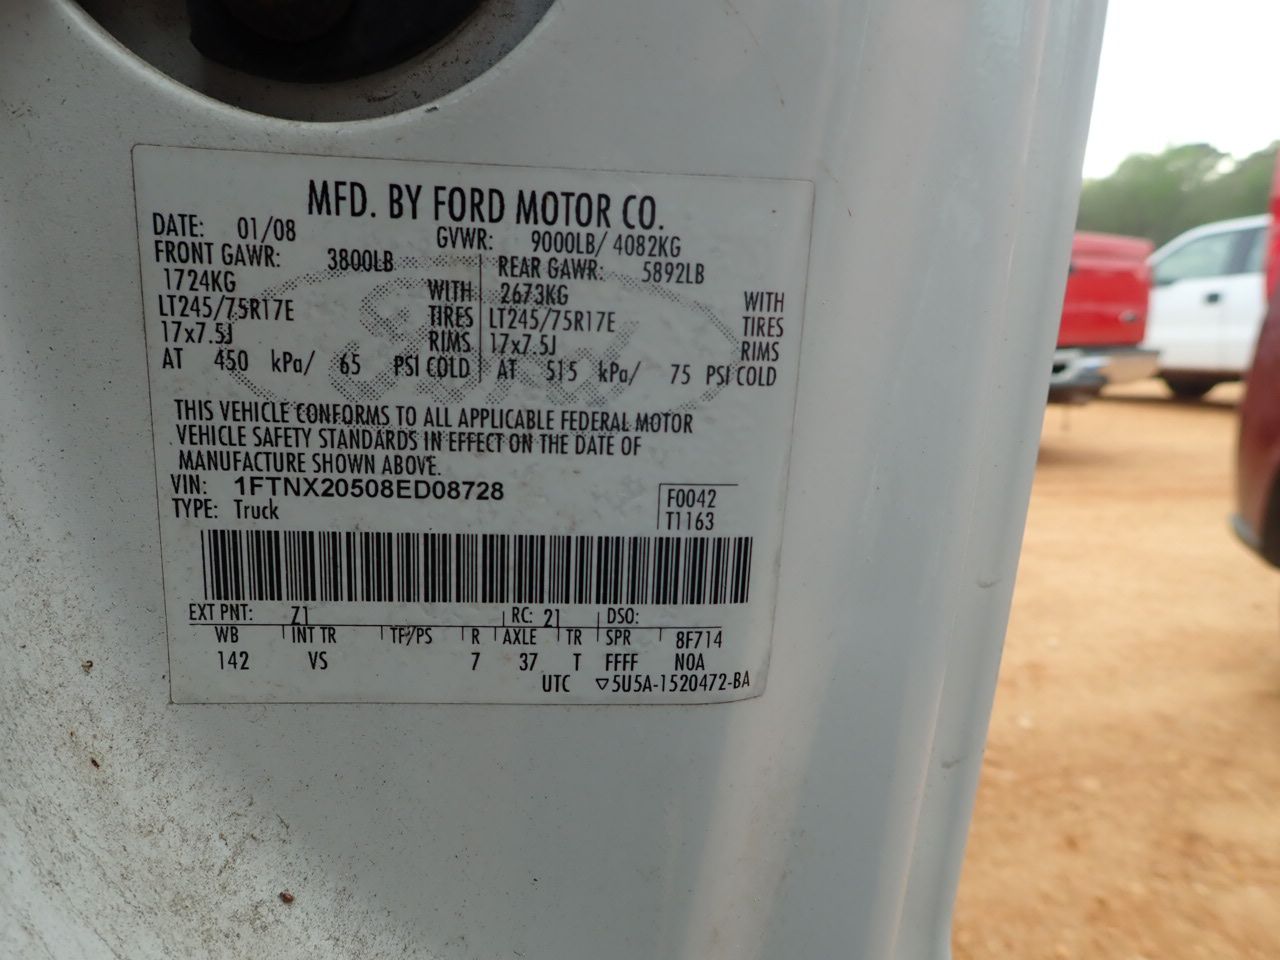 MFD. BY FORD MOTOR CO.
DATE: 01/08 GVWR: 9000LB/ 4082KG
FRONT GAWR: 3800LB REAR GAWR: 5892LB
1724KG WITH 2673KG WITH
LT245/75R17E TIRES LT245/75R17E TIRES
17x7.5J RIMS 17x7.5J RIMS
AT 450 kPa/ 65 PSI COLD AT 515 kPa/ 75 PSI COLD
THIS VEHICLE CONFORMS TO ALL APPLICABLE FEDERAL MOTOR
VEHICLE SAFETY STANDARDS IN EFFECT ON THE DATE OF
MANUFACTURE SHOWN ABOVE.
VIN: 1FTNX20508ED08728 F0042
TYPE: Truck T1163
EXT PNT: Z1 RC: 21 DSO:
WB INT TR TP/PS R AXLE TR SPR 8F714
142 VS 7 37 T FFFF NOA
UTC ▽5U5A-1520472-BA